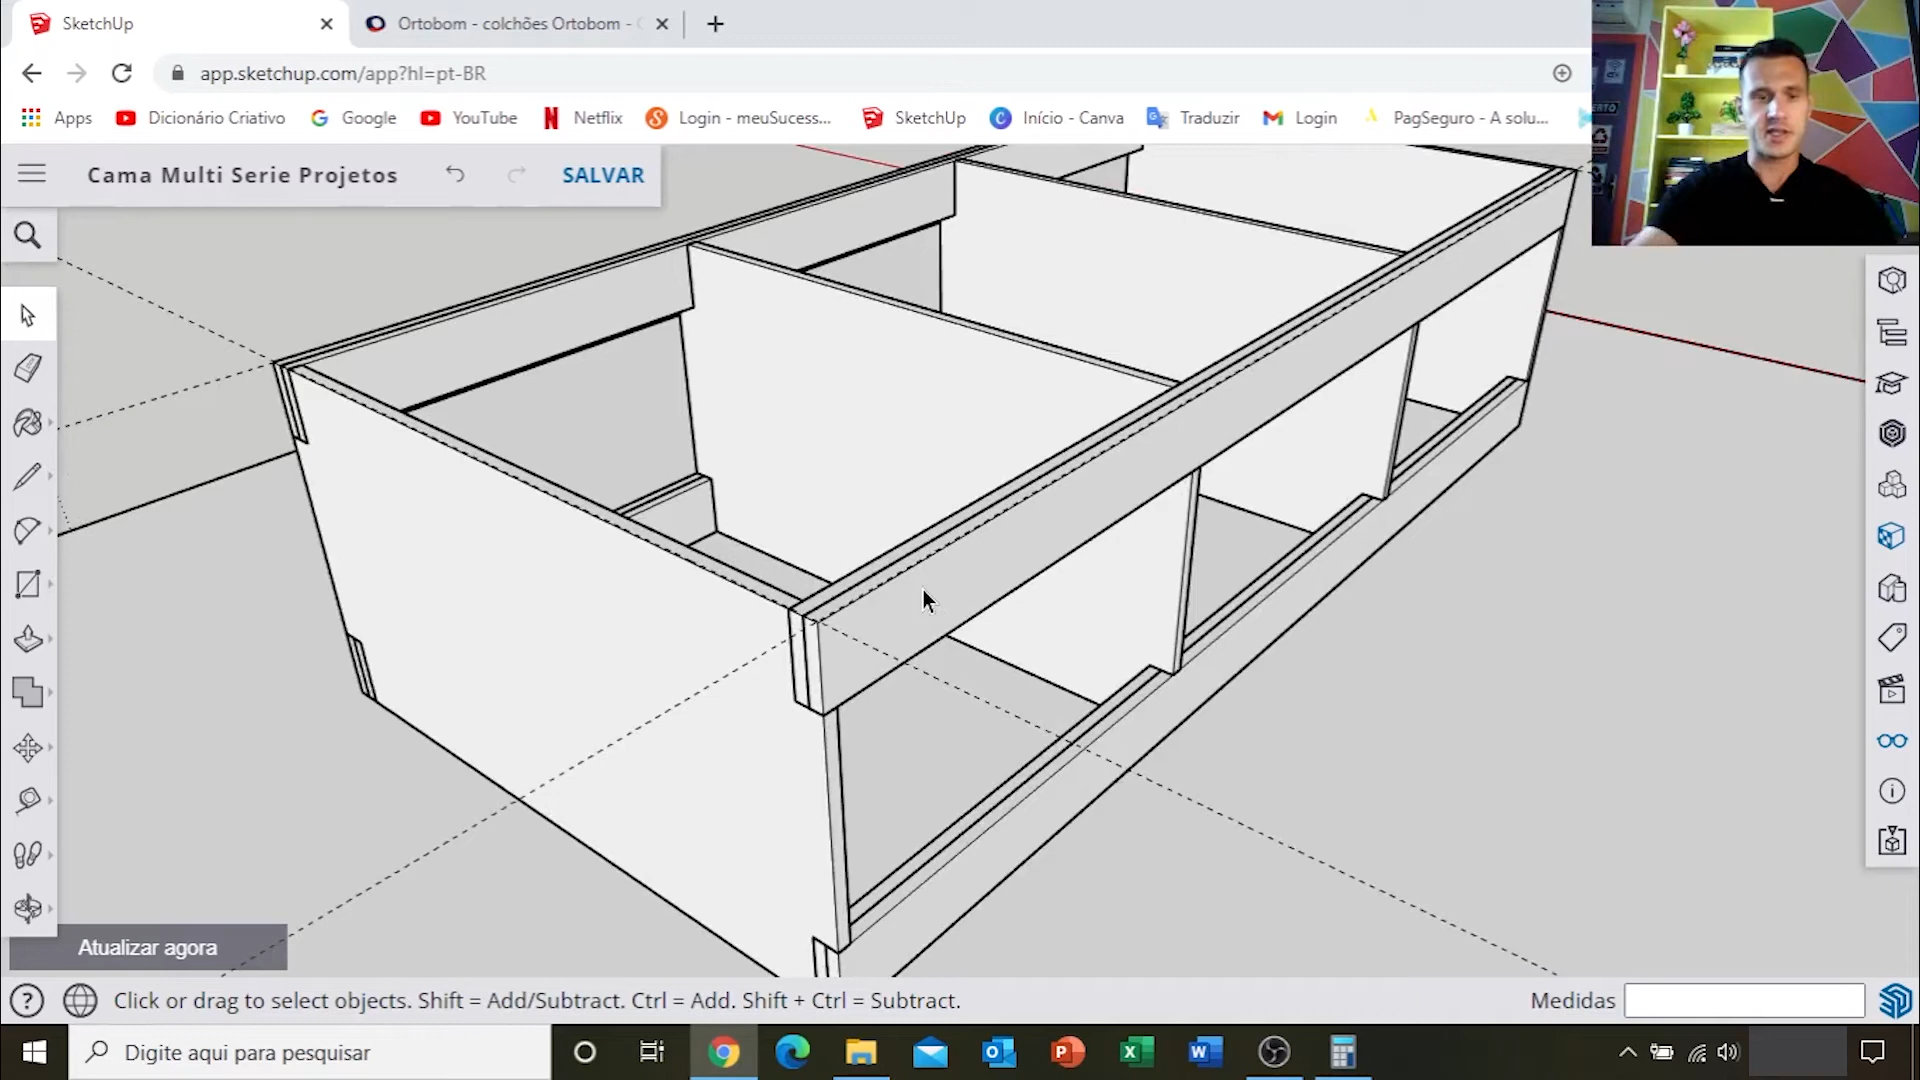 SketchUp
Ortobom - colchões Ortobom -
app.sketchup.com/app?hl=pt-BR
Apps
Dicionário Criativo
Google
YouTube
Netflix
Login - meuSucess...
SketchUp
Início - Canva
Traduzir
Login
PagSeguro - A solu...
Cama Multi Serie Projetos
SALVAR
Atualizar agora
Click or drag to select objects. Shift = Add/Subtract. Ctrl = Add. Shift + Ctrl = Subtract.
Medidas
Digite aqui para pesquisar